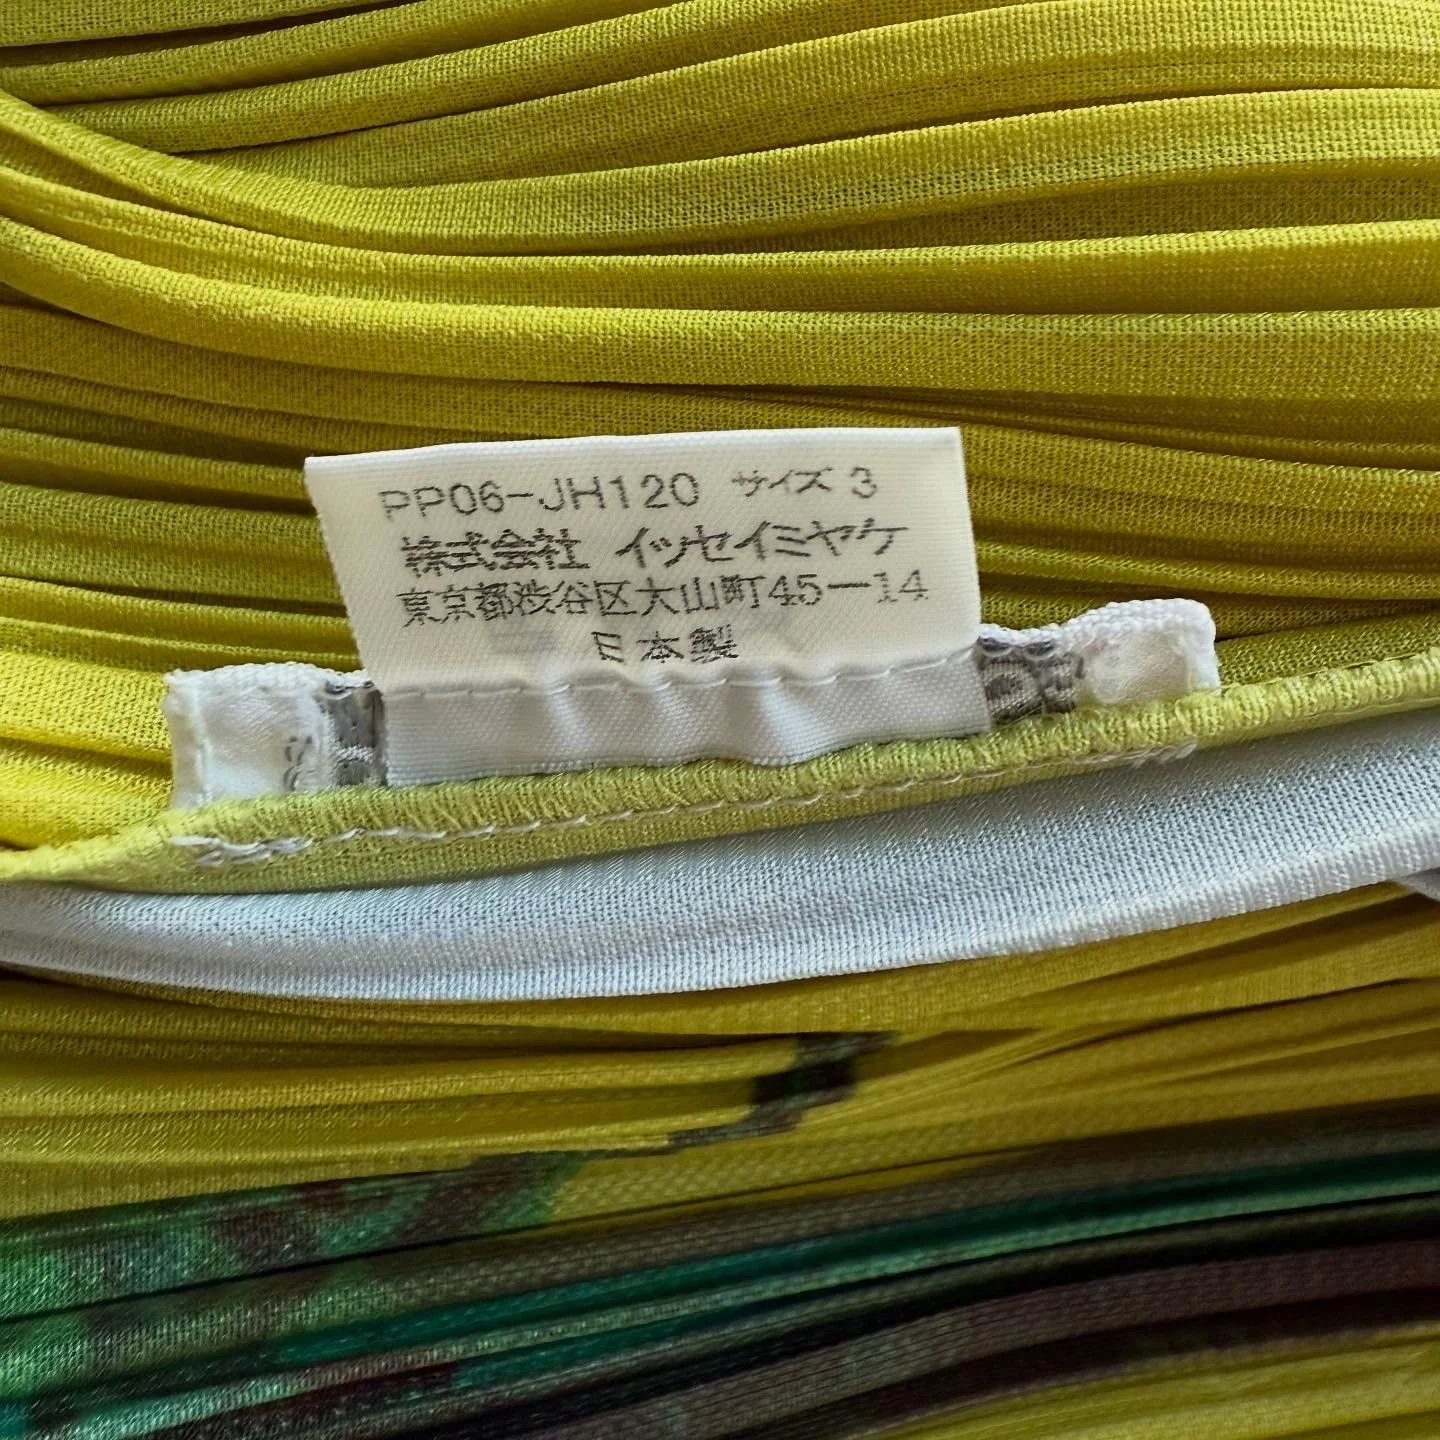 PP06-JH120 サイズ 3
株式会社 イッセイミヤケ
東京都渋谷区大山町45-14
日本製